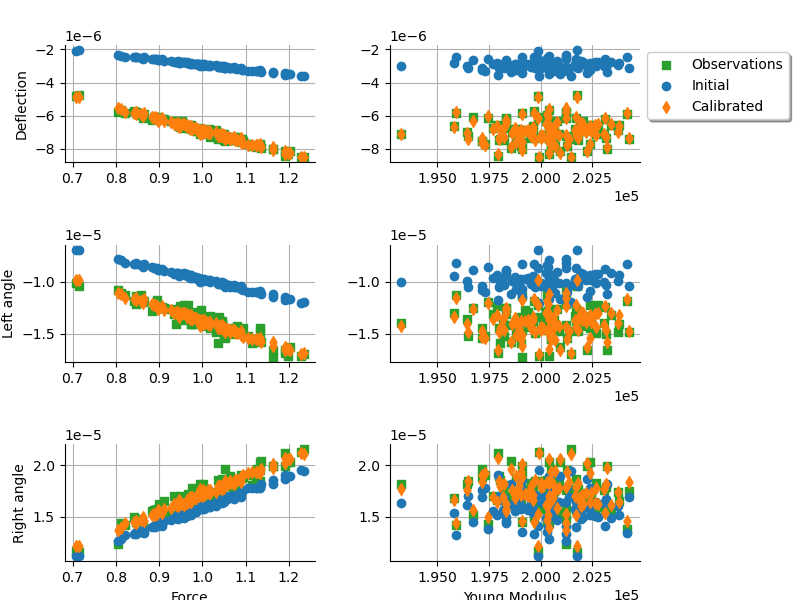 1e−6
1e−6
−2
−4
−6
−8
Deflection
0.7 0.8 0.9 1.0 1.1 1.2
−2
−4
−6
−8
1.950 1.975 2.000 2.025
1e5
Observations
Initial
Calibrated
1e−5
1e−5
−1.0
−1.5
Left angle
0.7 0.8 0.9 1.0 1.1 1.2
−1.0
−1.5
1.950 1.975 2.000 2.025
1e5
1e−5
1e−5
2.0
1.5
Right angle
0.7 0.8 0.9 1.0 1.1 1.2
Force
2.0
1.5
1.950 1.975 2.000 2.025
Young Modulus
1e5